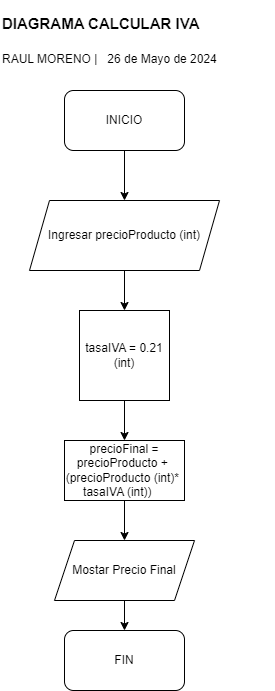 DIAGRAMA CALCULAR IVA
RAUL MORENO | 26 de Mayo de 2024
INICIO
Ingresar precioProducto (int)
tasaIVA = 0.21
(int)
precioFinal =
precioProducto +
(precioProducto (int)*
tasaIVA (int))
Mostar Precio Final
FIN